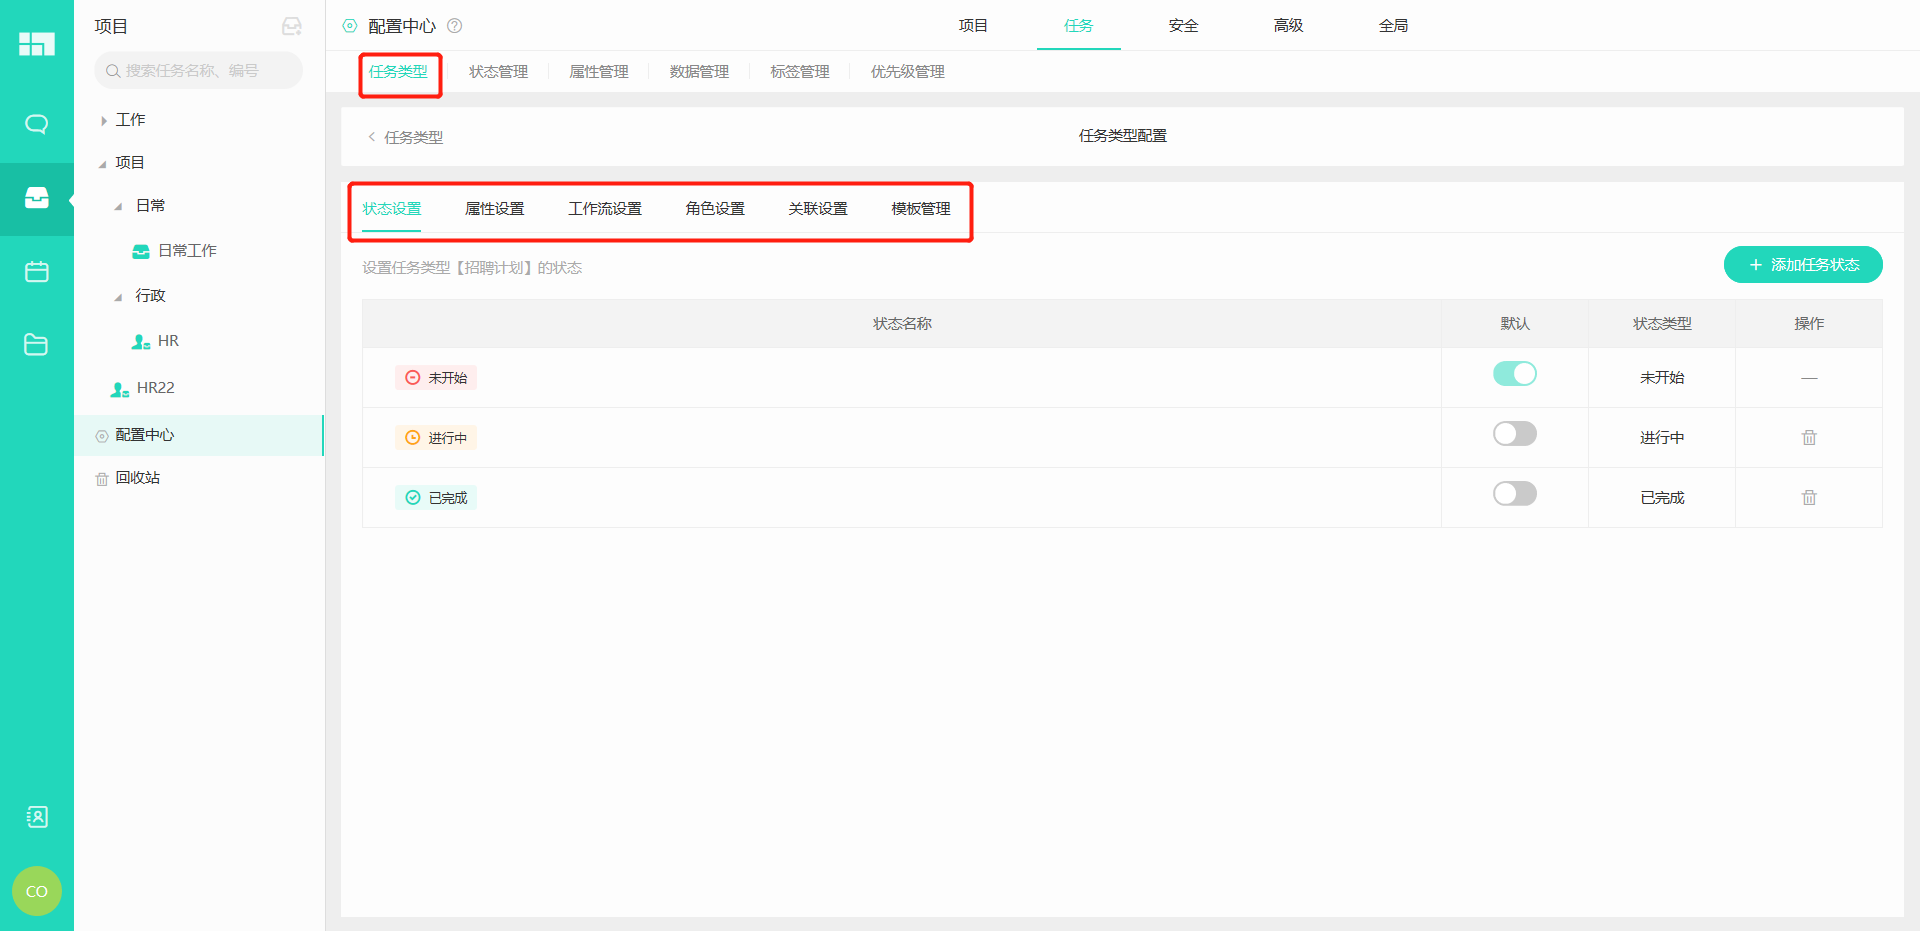 项目
搜索任务名称、编号
工作
项目
日常
日常工作
行政
HR
HR22
配置中心
回收站
CO
配置中心
项目 任务 安全 高级 全局
任务类型 状态管理 属性管理 数据管理 标签管理 优先级管理
任务类型 任务类型配置
状态设置 属性设置 工作流设置 角色设置 关联设置 模板管理
设置任务类型【招聘计划】的状态 添加任务状态
状态名称 默认 状态类型 操作
未开始 未开始 —
进行中 进行中
已完成 已完成